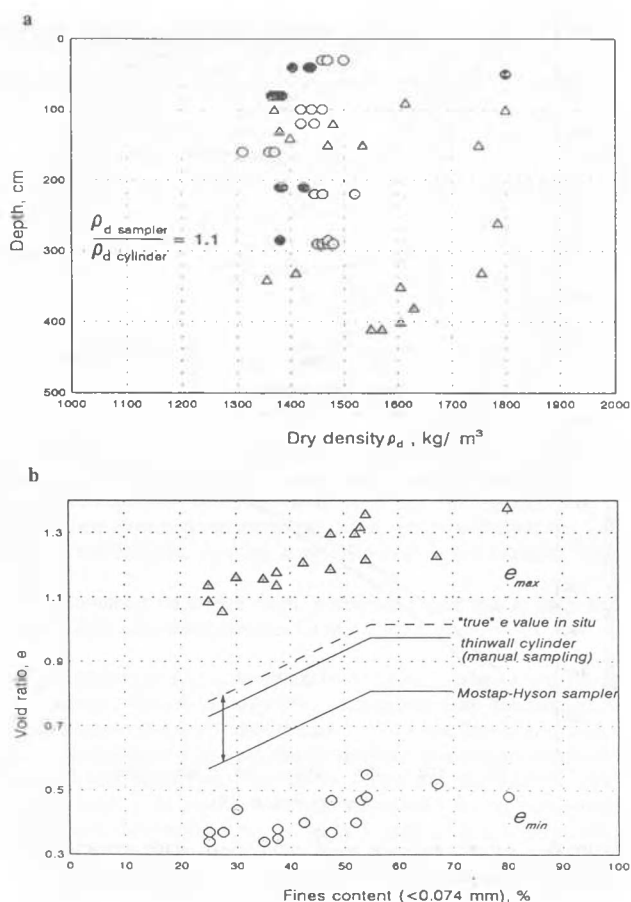 a
0
100
200
300
400
500
Depth, cm
ρd sampler
ρd cylinder
= 1.1
1000 1100 1200 1300 1400 1500 1600 1700 1800 1900 2000
Dry density ρd , kg/ m³
b
1.3
1.1
0.9
0.7
0.5
0.3
Void ratio, e
emax
"true" e value in situ
thinwall cylinder
(manual sampling)
Mostap-Hyson sampler
emin
0 10 20 30 40 50 60 70 80 90 100
Fines content (<0.074 mm), %